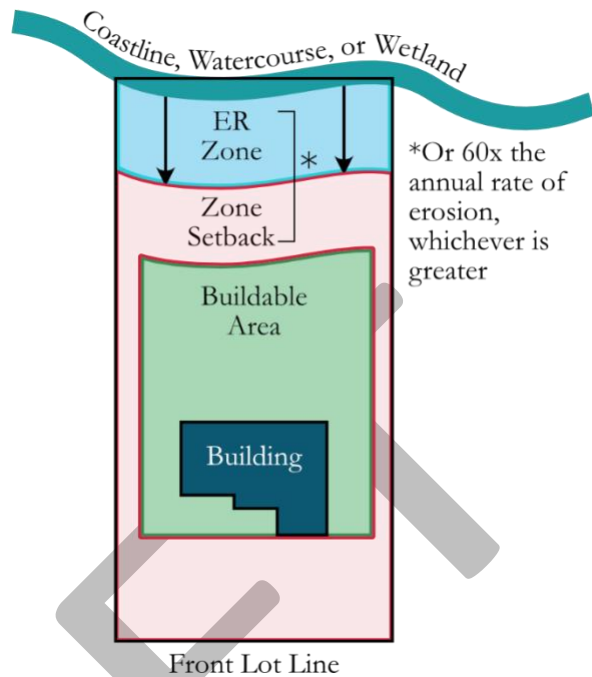 Coastline, Watercourse, or Wetland
ER
Zone
*
*Or 60x the
annual rate of
erosion,
whichever is
greater
Zone
Setback
Buildable
Area
Building
Front Lot Line